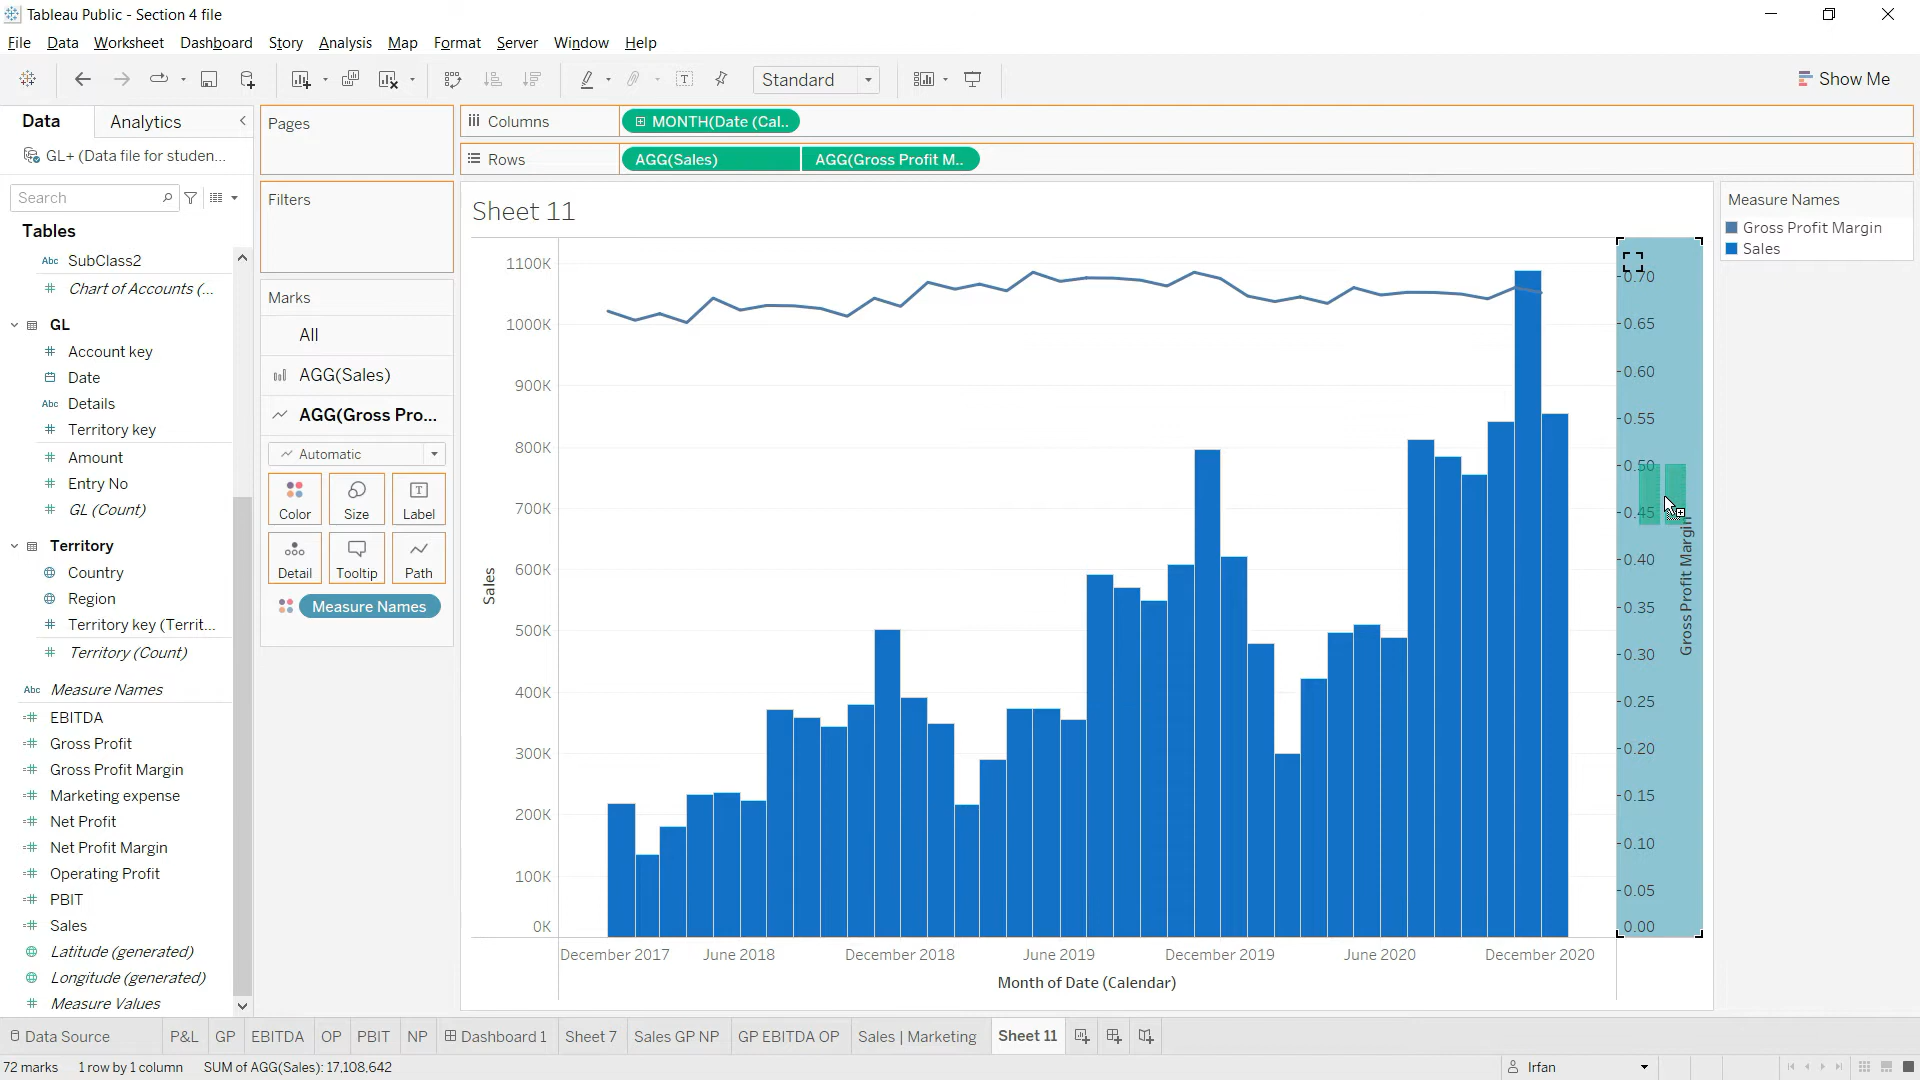 Tableau Public - Section 4 file
File Data Worksheet Dashboard Story Analysis Map Format Server Window Help
Standard
Show Me
Data
Analytics
GL+ (Data file for studen...
Search
Tables
Abc SubClass2
Chart of Accounts (...
GL
Account key
Date
Abc Details
Territory key
Amount
Entry No
GL (Count)
Territory
Country
Region
Territory key (Territ...
Territory (Count)
Abc Measure Names
EBITDA
Gross Profit
Gross Profit Margin
Marketing expense
Net Profit
Net Profit Margin
Operating Profit
PBIT
Sales
Latitude (generated)
Longitude (generated)
Measure Values
Pages
Filters
Marks
All
AGG(Sales)
AGG(Gross Pro...
Automatic
Color Size Label
Detail Tooltip Path
Measure Names
Columns
MONTH(Date (Cal..
Rows
AGG(Sales)
AGG(Gross Profit M..
Sheet 11
1100K
1000K
900K
800K
700K
600K
500K
400K
300K
200K
100K
0K
Sales
December 2017 June 2018 December 2018 June 2019 December 2019 June 2020 December 2020
Month of Date (Calendar)
0.70
0.65
0.60
0.55
0.50
0.45
0.40
0.35
0.30
0.25
0.20
0.15
0.10
0.05
0.00
Gross Profit Margin
Measure Names
Gross Profit Margin
Sales
Data Source P&L GP EBITDA OP PBIT NP Dashboard 1 Sheet 7 Sales GP NP GP EBITDA OP Sales | Marketing Sheet 11
72 marks 1 row by 1 column SUM of AGG(Sales): 17,108,642
Irfan